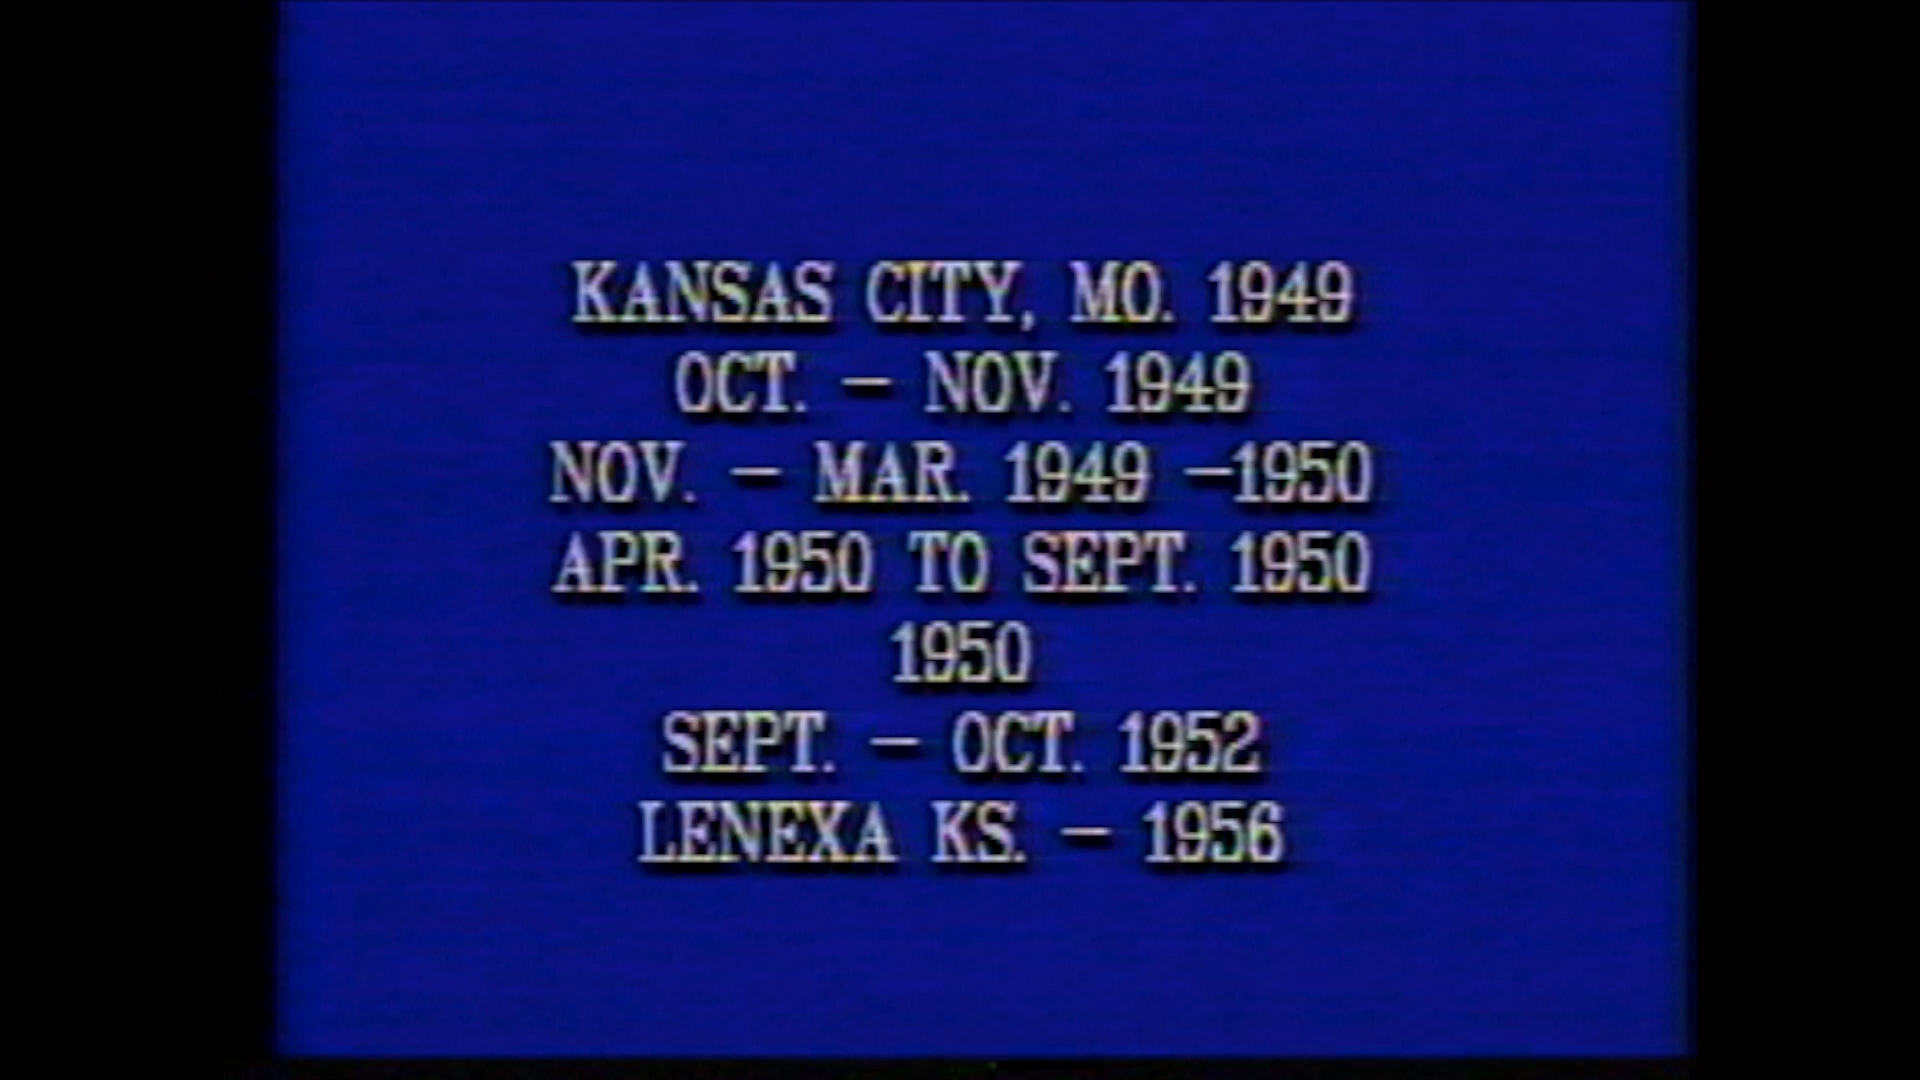 KANSAS CITY, MO. 1949
OCT. – NOV. 1949
NOV. – MAR. 1949 –1950
APR. 1950 TO SEPT. 1950
1950
SEPT. – OCT. 1952
LENEXA KS. – 1956